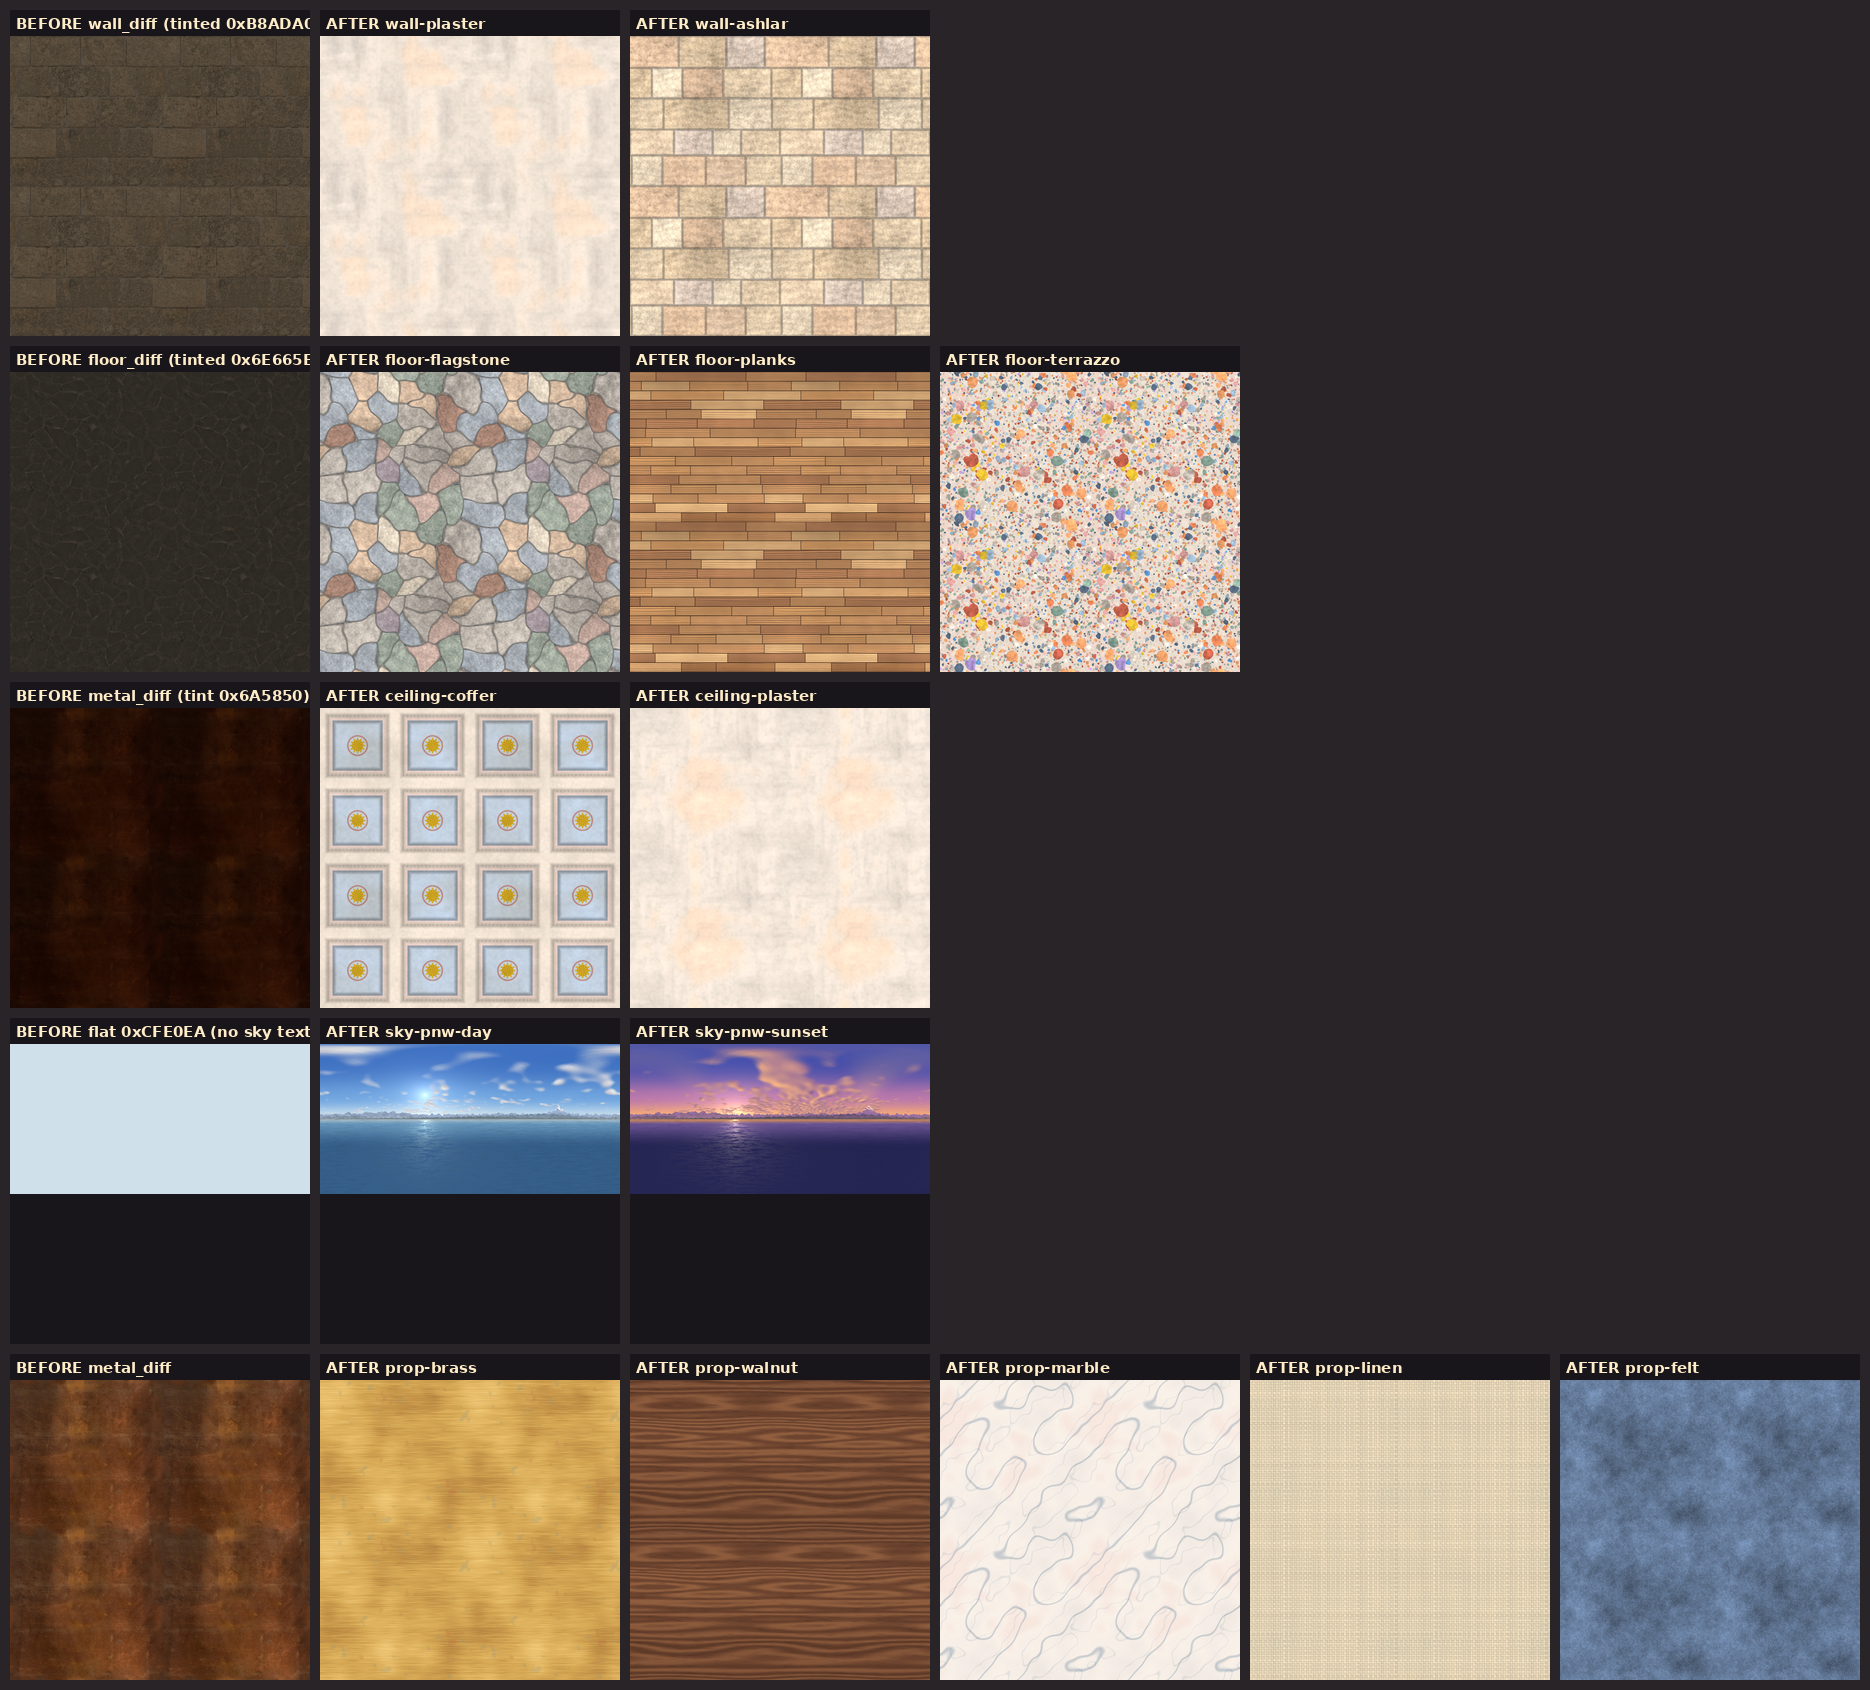 BEFORE wall_diff (tinted 0xB8ADA0
AFTER wall-plaster
AFTER wall-ashlar
BEFORE floor_diff (tinted 0x6E665E
AFTER floor-flagstone
AFTER floor-planks
AFTER floor-terrazzo
BEFORE metal_diff (tint 0x6A5850)
AFTER ceiling-coffer
AFTER ceiling-plaster
BEFORE flat 0xCFE0EA (no sky text
AFTER sky-pnw-day
AFTER sky-pnw-sunset
BEFORE metal_diff
AFTER prop-brass
AFTER prop-walnut
AFTER prop-marble
AFTER prop-linen
AFTER prop-felt